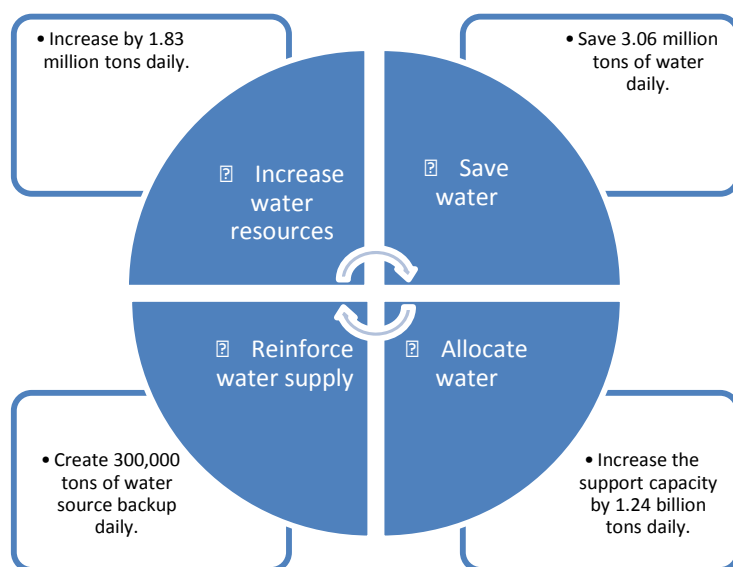 • Increase by 1.83
million tons daily.
• Save 3.06 million
tons of water
daily.
⍰ Increase
water
resources
⍰ Save
water
⍰ Reinforce
water supply
⍰ Allocate
water
• Create 300,000
tons of water
source backup
daily.
• Increase the
support capacity
by 1.24 billion
tons daily.